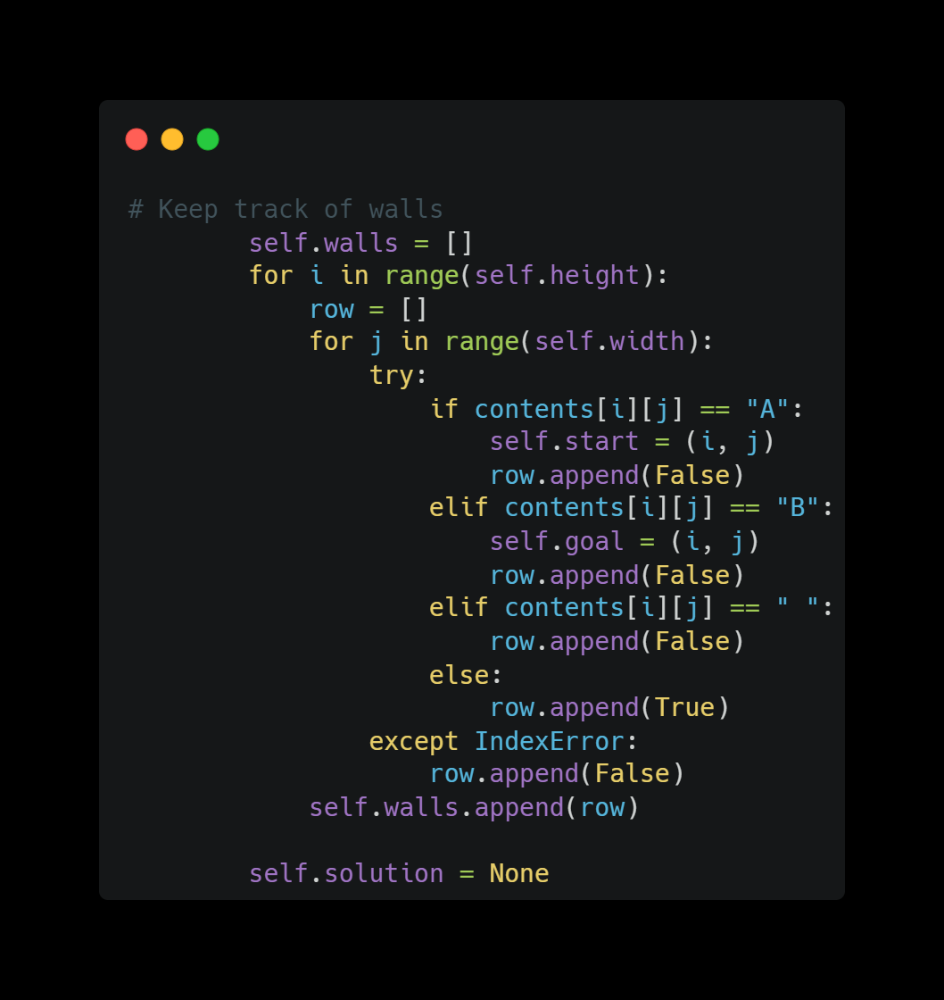 # Keep track of walls
        self.walls = []
        for i in range(self.height):
            row = []
            for j in range(self.width):
                try:
                    if contents[i][j] == "A":
                        self.start = (i, j)
                        row.append(False)
                    elif contents[i][j] == "B":
                        self.goal = (i, j)
                        row.append(False)
                    elif contents[i][j] == " ":
                        row.append(False)
                    else:
                        row.append(True)
                except IndexError:
                    row.append(False)
            self.walls.append(row)

        self.solution = None